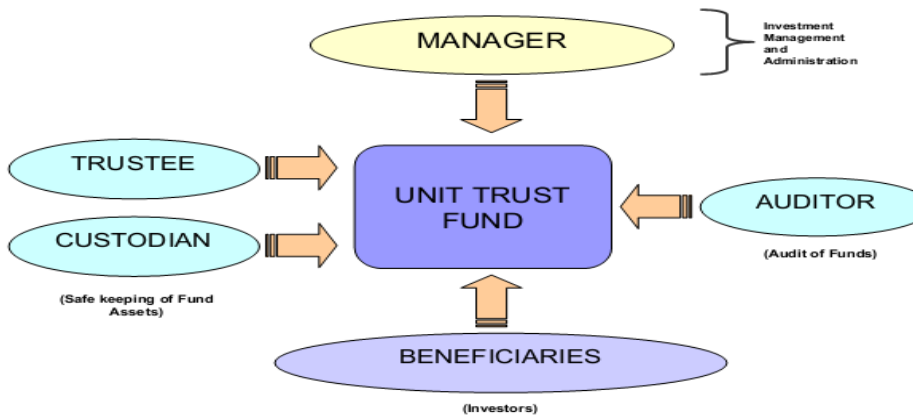 MANAGER
Investment
Management
and
Administration
TRUSTEE
UNIT TRUST
FUND
AUDITOR
(Audit of Funds)
CUSTODIAN
(Safe keeping of Fund
Assets)
BENEFICIARIES
(Investors)